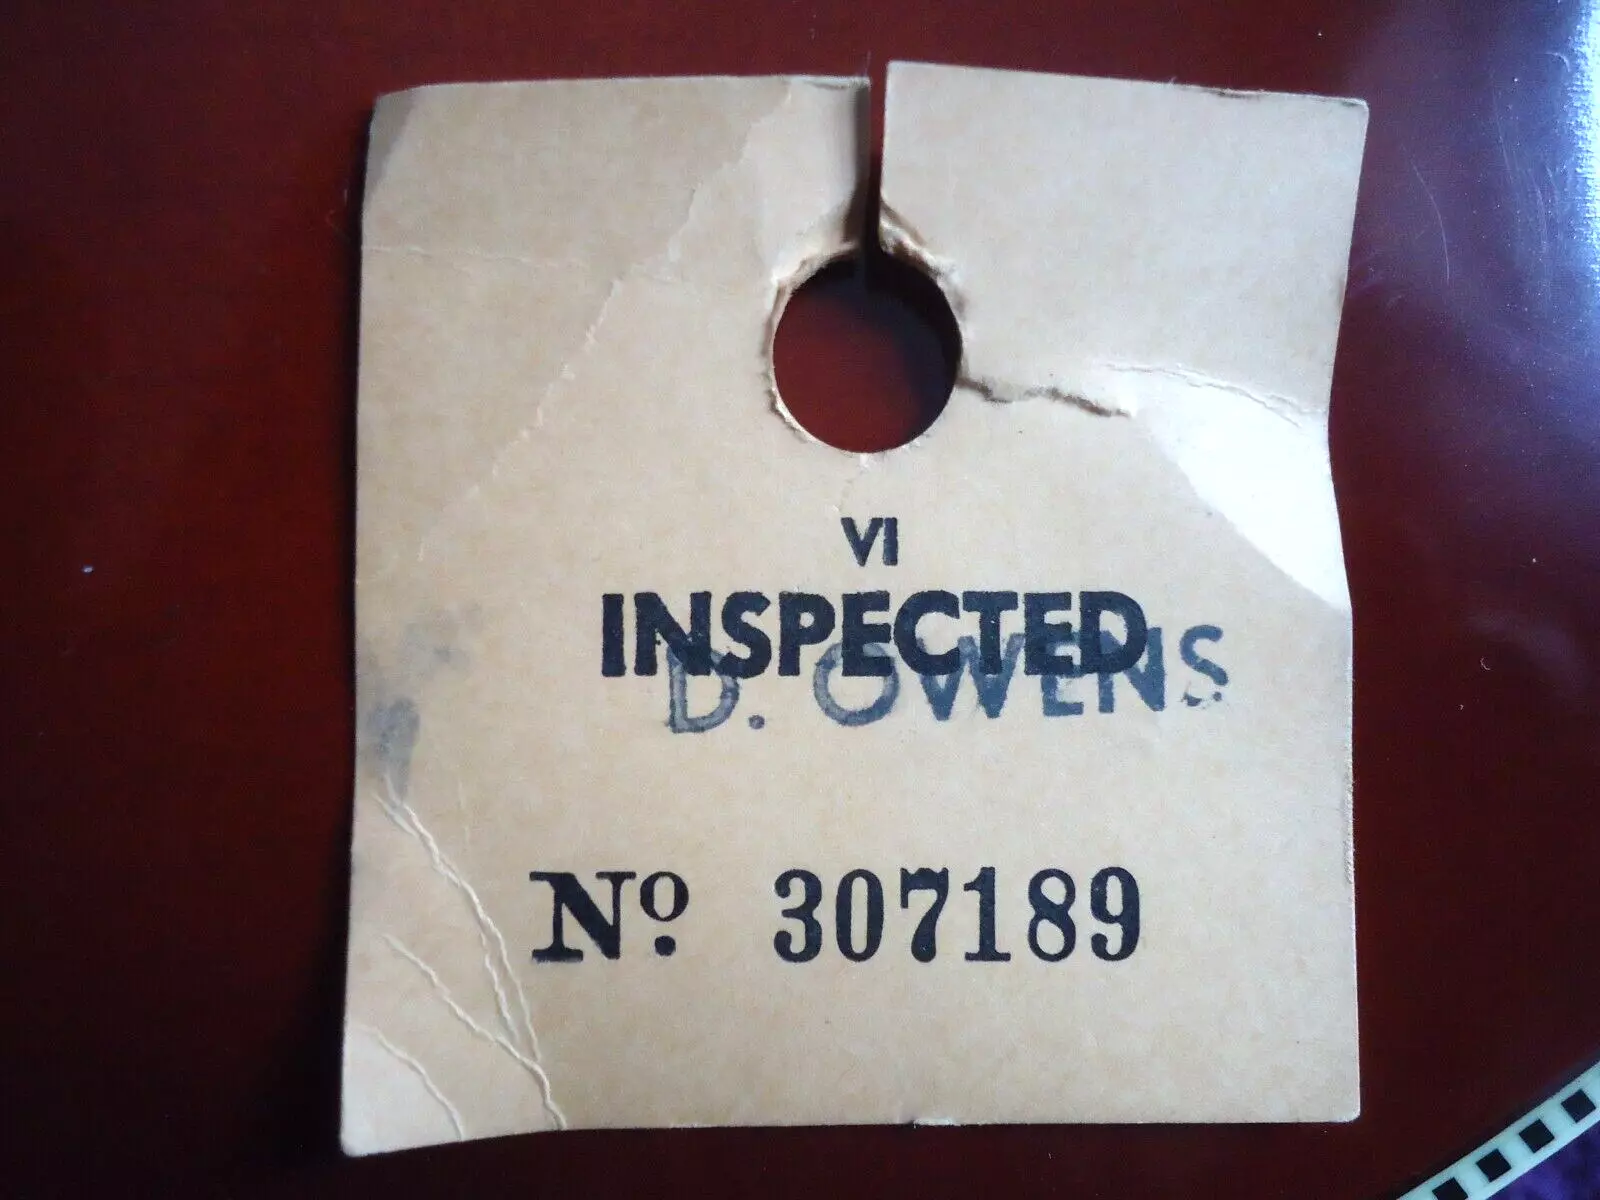 VI
INSPECTED
D. OWENS
Nº. 307189